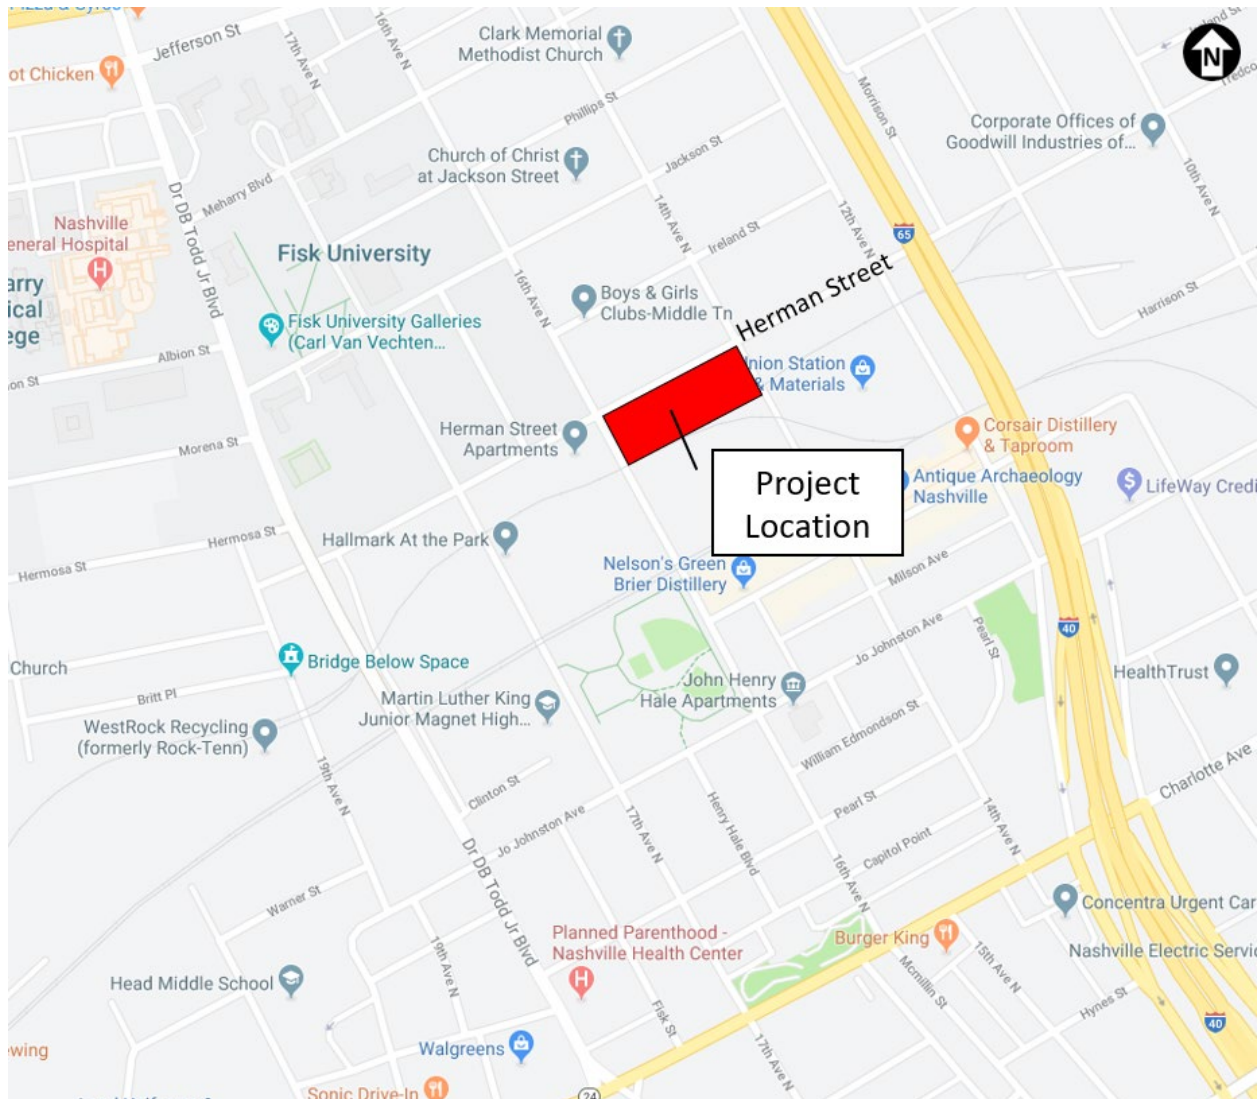 Pizza & Gyros
Jefferson St
17th Ave N
16th Ave N
Clark Memorial
Methodist Church
N
ot Chicken
Phillips St
Morrison St
Corporate Offices of
Goodwill Industries of...
Church of Christ
at Jackson Street
Jackson St
10th Ave N
Meharry Blvd
Dr DB Todd Jr Blvd
Nashville
eneral Hospital
H
arry
ical
ege
Fisk University
14th Ave N
12th Ave N
Ireland St
65
16th Ave N
Boys & Girls
Clubs-Middle Tn
Herman Street
Harrison St
Fisk University Galleries
(Carl Van Vechten...
Albion St
on St
nion Station
& Materials
Morena St
Herman Street
Apartments
Corsair Distillery
& Taproom
Project
Location
Antique Archaeology
Nashville
LifeWay Credi
Hermosa St
Hermosa St
Hallmark At the Park
Nelson's Green
Brier Distillery
Milson Ave
Pearl St
40
Jo Johnston Ave
Church
Bridge Below Space
HealthTrust
Britt Pl
Martin Luther King
Junior Magnet High...
John Henry
Hale Apartments
WestRock Recycling
(formerly Rock-Tenn)
William Edmondson St
Charlotte Ave
19th Ave N
Clinton St
Pearl St
14th Ave N
Jo Johnston Ave
17th Ave N
Henry Hale Blvd
Capitol Point
Dr DB Todd Jr Blvd
16th Ave N
Warner St
Concentra Urgent Car
Planned Parenthood -
Nashville Health Center
H
Burger King
19th Ave N
15th Ave N
Nashville Electric Servic
Head Middle School
Mcmillin St
Hynes St
Fisk St
40
ewing
Walgreens
17th Ave N
Sonic Drive-In
24